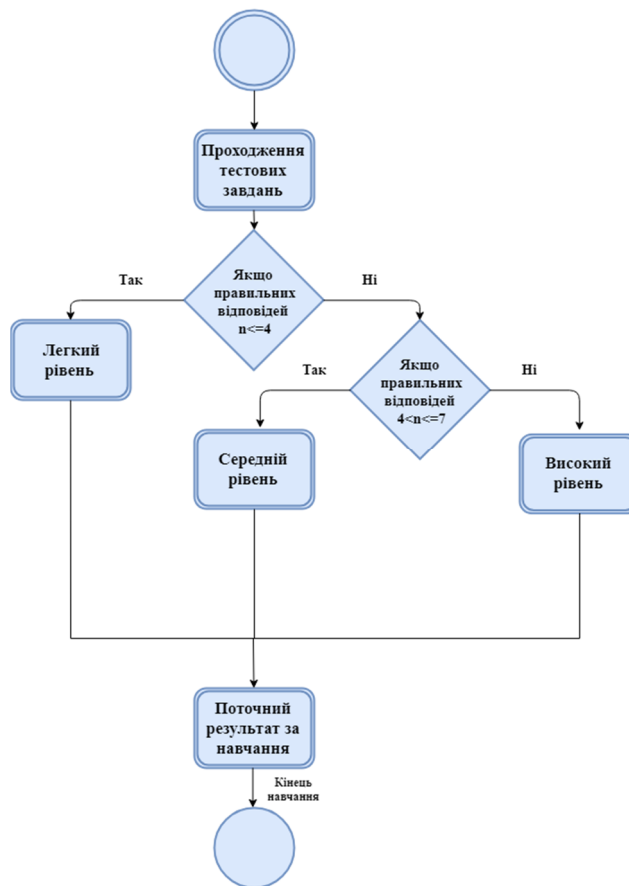 Проходження
тестових
завдань
Якщо
правильних
відповідей
n<=4
Так
Ні
Легкий
рівень
Якщо
правильних
відповідей
4<n<=7
Так
Ні
Середній
рівень
Високий
рівень
Поточний
результат за
навчання
Кінець
навчання